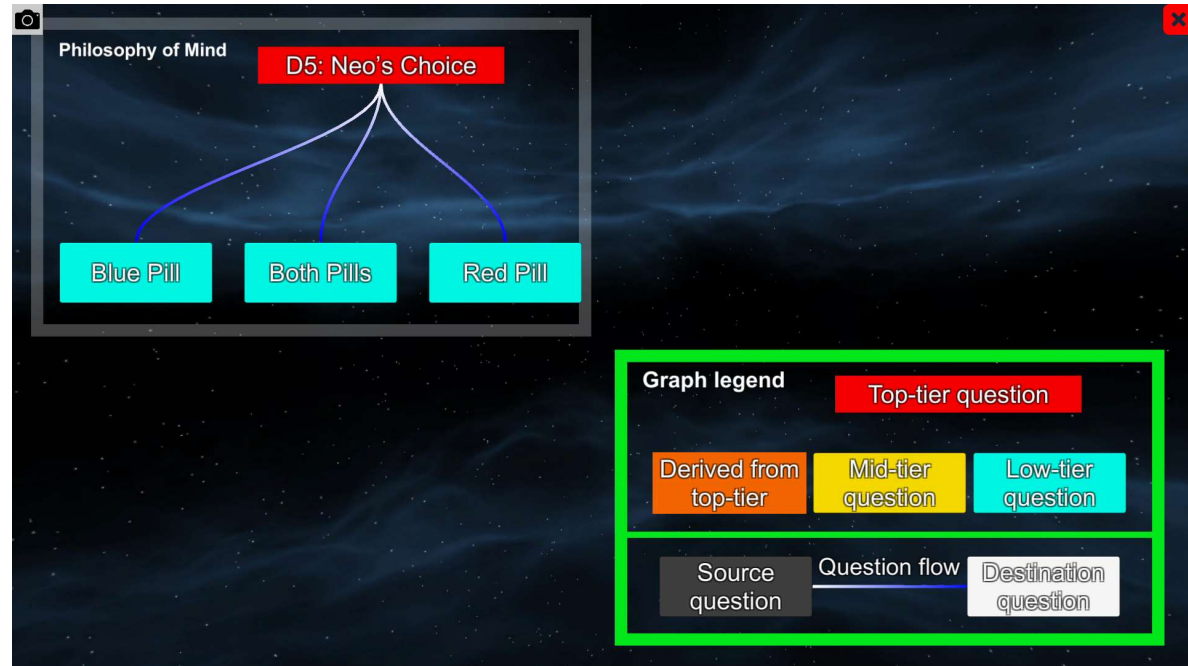 Philosophy of Mind
D5: Neo's Choice
Blue Pill
Both Pills
Red Pill
Graph legend
Top-tier question
Derived from
top-tier
Mid-tier
question
Low-tier
question
Source
question
Question flow
Destination
question